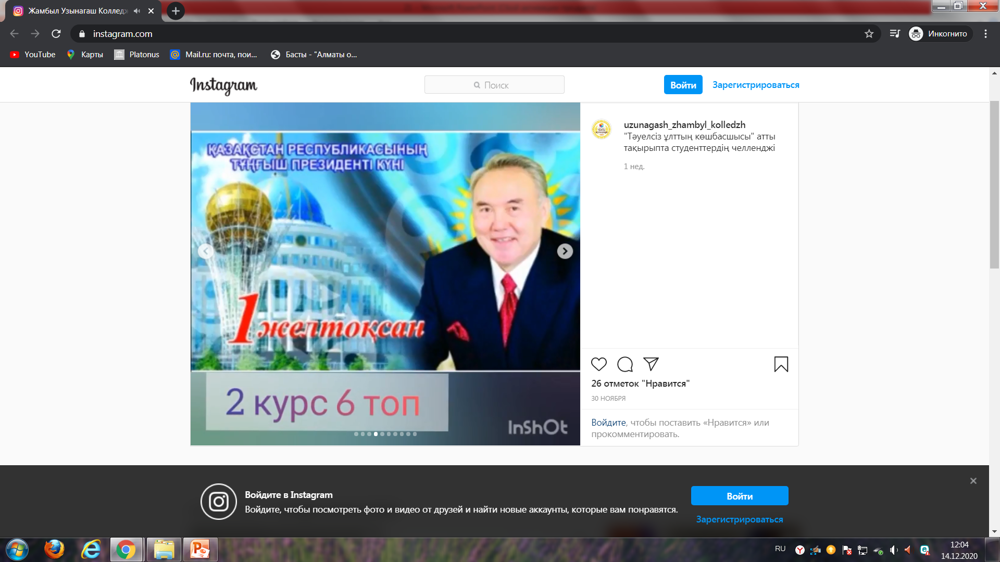 Жамбыл Узынагаш Колледж
instagram.com
Инкогнито
YouTube
Карты
Platonus
Mail.ru: почта, пои...
Басты - "Алматы о...
Instagram
Поиск
Войти
Зарегистрироваться
ҚАЗАҚСТАН РЕСПУБЛИКАСЫНЫҢ
ТҰҢҒЫШ ПРЕЗИДЕНТІ КҮНІ
1 желтоқсан
2 курс 6 топ
InShOt
uzunagash_zhambyl_kolledzh
"Тәуелсіз ұлттың көшбасшысы" атты
тақырыпта студенттердің челленджі
1 нед.
26 отметок "Нравится"
30 НОЯБРЯ
Войдите, чтобы поставить «Нравится» или
прокомментировать.
Войдите в Instagram
Войдите, чтобы посмотреть фото и видео от друзей и найти новые аккаунты, которые вам понравятся.
Войти
Зарегистрироваться
RU
12:04
14.12.2020